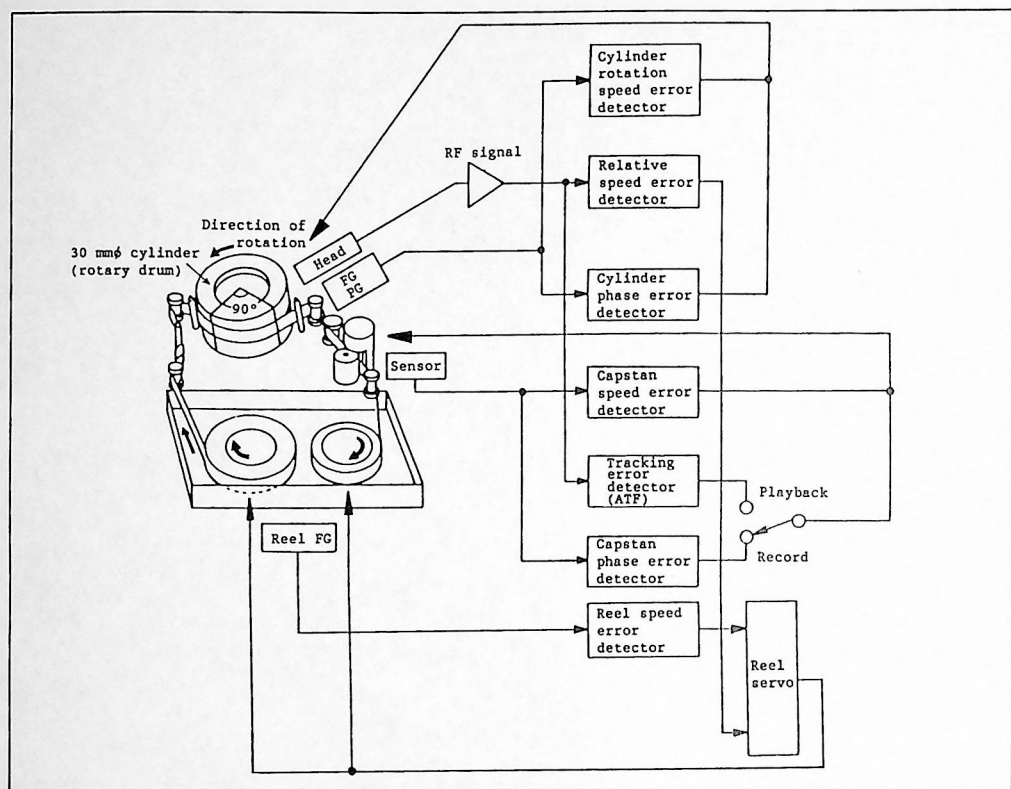 Cylinder
rotation
speed error
detector
RF signal
Relative
speed error
detector
Direction of
rotation
30 mmϕ cylinder
(rotary drum)
Head
FG
PG
90°
Cylinder
phase error
detector
Sensor
Capstan
speed error
detector
Tracking
error
detector
(ATF)
Playback
Record
Reel FG
Capstan
phase error
detector
Reel speed
error
detector
Reel
servo